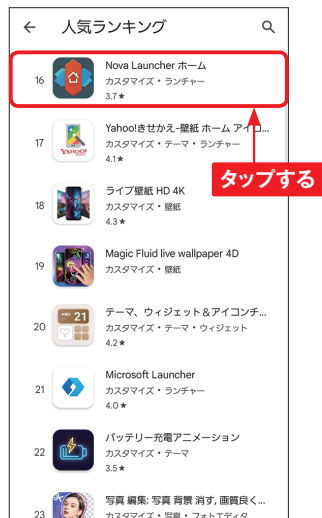 ← 人気ランキング
16
Nova Launcher ホーム
カスタマイズ・ランチャー
3.7★
17
YAHOO!
Yahoo!きせかえ-壁紙 ホーム アイコ...
カスタマイズ・テーマ・ランチャー
4.1★
タップする
18
ライブ壁紙 HD 4K
カスタマイズ・壁紙
4.3★
19
Magic Fluid live wallpaper 4D
カスタマイズ・壁紙
20
21
テーマ、ウィジェット&アイコンチ...
カスタマイズ・テーマ・ウィジェット
4.2★
21
Microsoft Launcher
カスタマイズ・ランチャー
4.0★
22
バッテリー充電アニメーション
カスタマイズ・テーマ
3.5★
23
写真 編集: 写真 背景 消す, 画質良く...
カスタマイズ・写真・フォトエディタ